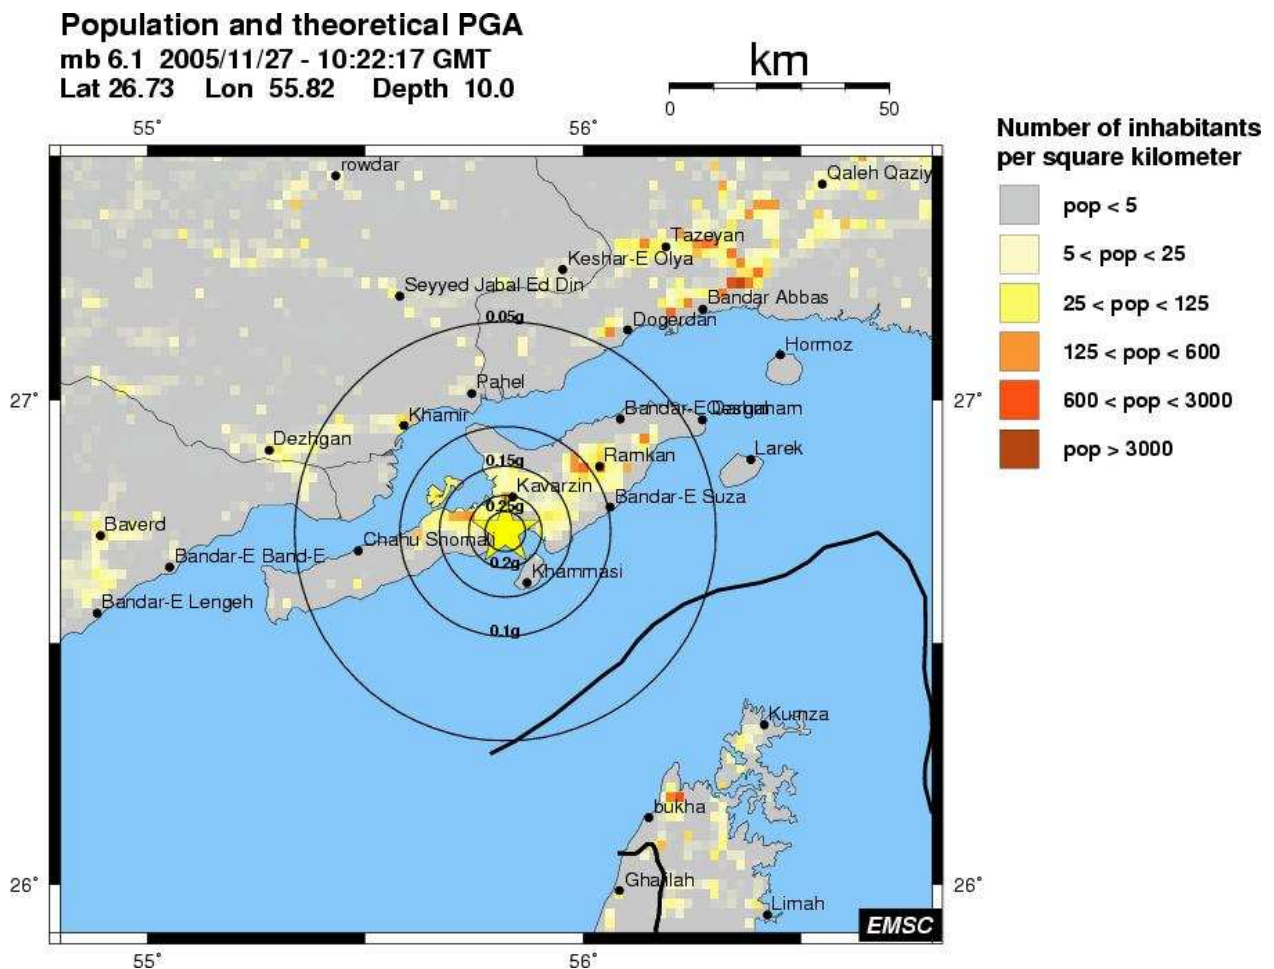 Population and theoretical PGA
mb 6.1 2005/11/27 - 10:22:17 GMT
Lat 26.73 Lon 55.82 Depth 10.0
km
0 50
55° 56°
Number of inhabitants
per square kilometer
pop < 5
5 < pop < 25
25 < pop < 125
125 < pop < 600
600 < pop < 3000
pop > 3000
rowdar
Qaleh Qaziy
Tazeyan
Keshar-E Olya
Seyyed Jabal Ed Din
Bandar Abbas
0.05g
Dogerdan
Hormoz
Pahel
27° 27°
Khamir
Bandar-E
Dezhgan
Ramkan
Larek
0.15g
Kavarzin
Bandar-E Suza
0.25g
Baverd
Chahu Shomali
Bandar-E Band-E
0.2g
Khammasi
Bandar-E Lengeh
0.1g
Kumza
bukha
Ghalilah
26° 26°
Limah
EMSC
55° 56°